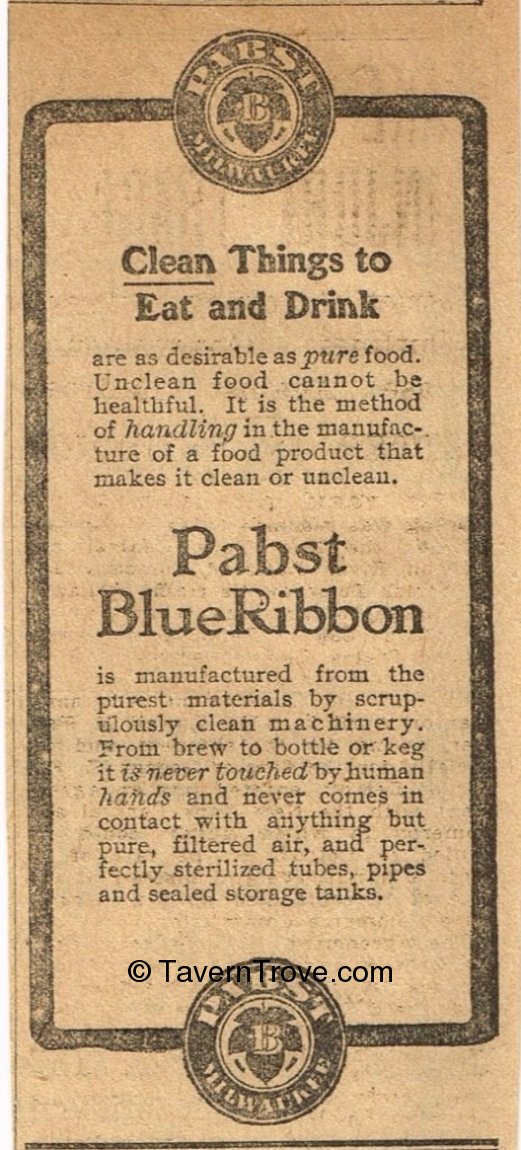 PABST
B
MILWAUKEE
Clean Things to
Eat and Drink
are as desirable as pure food.
Unclean food cannot be
healthful. It is the method
of handling in the manufac-
ture of a food product that
makes it clean or unclean.
Pabst
Blue Ribbon
is manufactured from the
purest materials by scrup-
ulously clean machinery.
From brew to bottle or keg
it is never touched by human
hands and never comes in
contact with anything but
pure, filtered air, and per-
fectly sterilized tubes, pipes
and sealed storage tanks.
© TavernTrove.com
PABST
B
MILWAUKEE